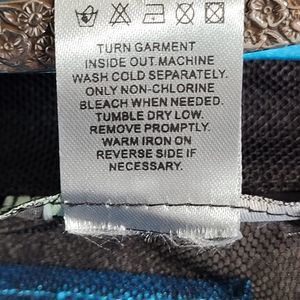 TURN GARMENT
INSIDE OUT.MACHINE
WASH COLD SEPARATELY.
ONLY NON-CHLORINE
BLEACH WHEN NEEDED.
TUMBLE DRY LOW.
REMOVE PROMPTLY.
WARM IRON ON
REVERSE SIDE IF
NECESSARY.